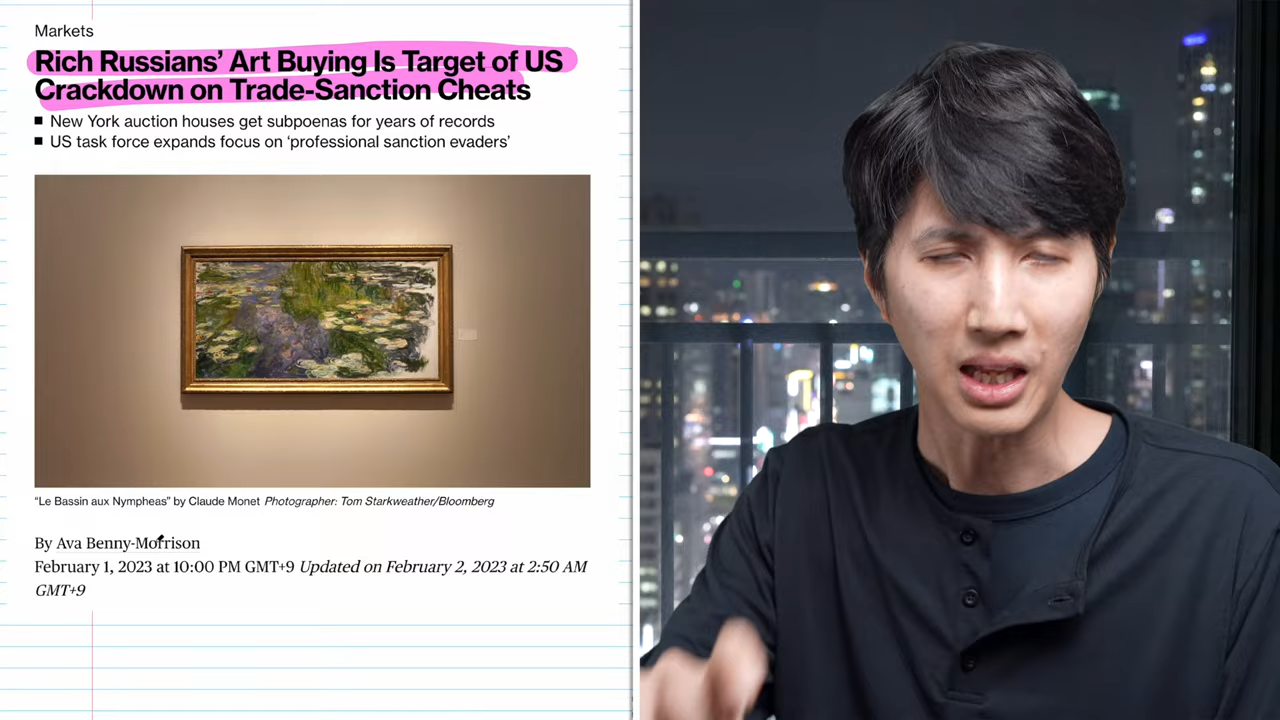 Markets
Rich Russians’ Art Buying Is Target of US
Crackdown on Trade-Sanction Cheats
New York auction houses get subpoenas for years of records
US task force expands focus on ‘professional sanction evaders’
“Le Bassin aux Nympheas” by Claude Monet Photographer: Tom Starkweather/Bloomberg
By Ava Benny-Morrison
February 1, 2023 at 10:00 PM GMT+9 Updated on February 2, 2023 at 2:50 AM
GMT+9